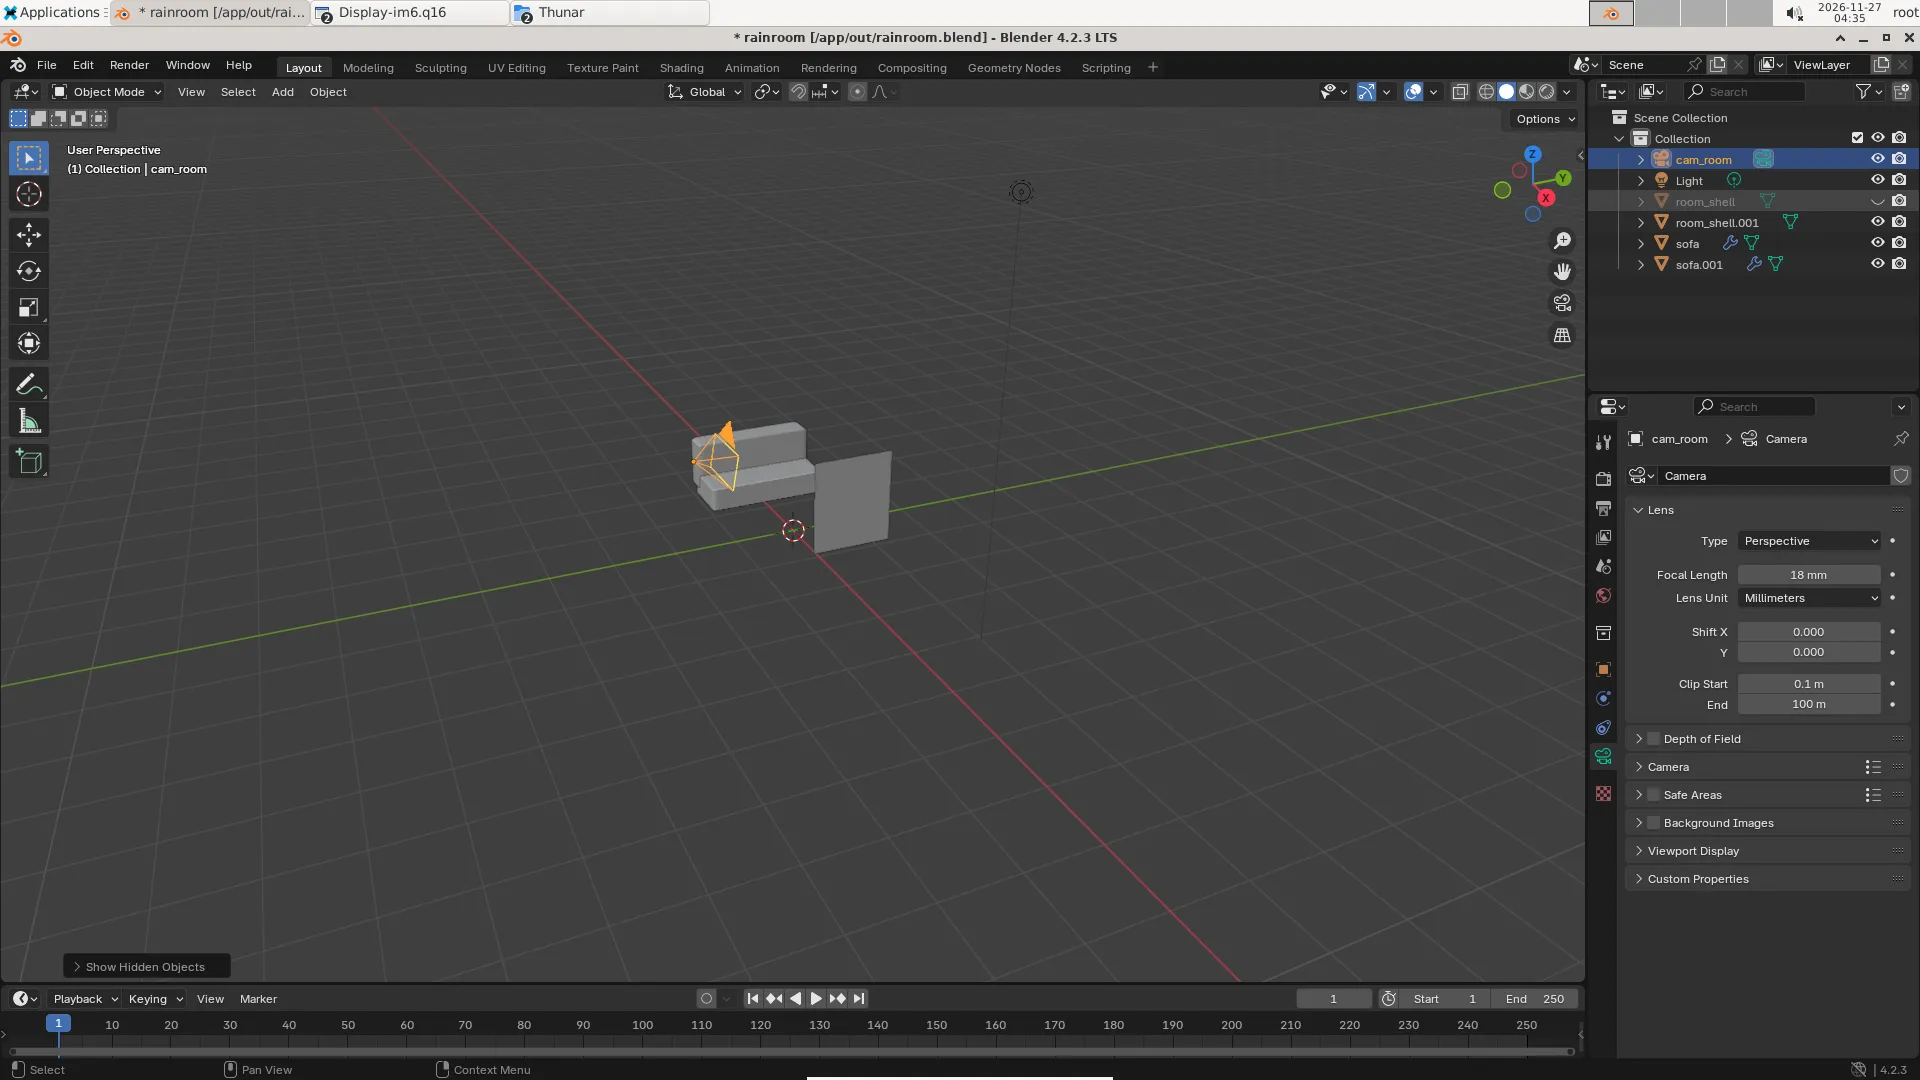 Applications
* rainroom [/app/out/rai...
Display-im6.q16
Thunar
2026-11-27
04:35
root
* rainroom [/app/out/rainroom.blend] - Blender 4.2.3 LTS
File Edit Render Window Help
Layout Modeling Sculpting UV Editing Texture Paint Shading Animation Rendering Compositing Geometry Nodes Scripting
Scene
ViewLayer
Object Mode View Select Add Object
Global
Search
Options
User Perspective
(1) Collection | cam_room
Z
Y
X
Scene Collection
Collection
cam_room
Light
room_shell
room_shell.001
sofa
sofa.001
Search
cam_room Camera
Camera
Lens
Type Perspective
Focal Length 18 mm
Lens Unit Millimeters
Shift X 0.000
Y 0.000
Clip Start 0.1 m
End 100 m
Depth of Field
Camera
Safe Areas
Background Images
Viewport Display
Custom Properties
Show Hidden Objects
Playback Keying View Marker
1
Start 1
End 250
1 10 20 30 40 50 60 70 80 90 100 110 120 130 140 150 160 170 180 190 200 210 220 230 240 250
Select
Pan View
Context Menu
4.2.3